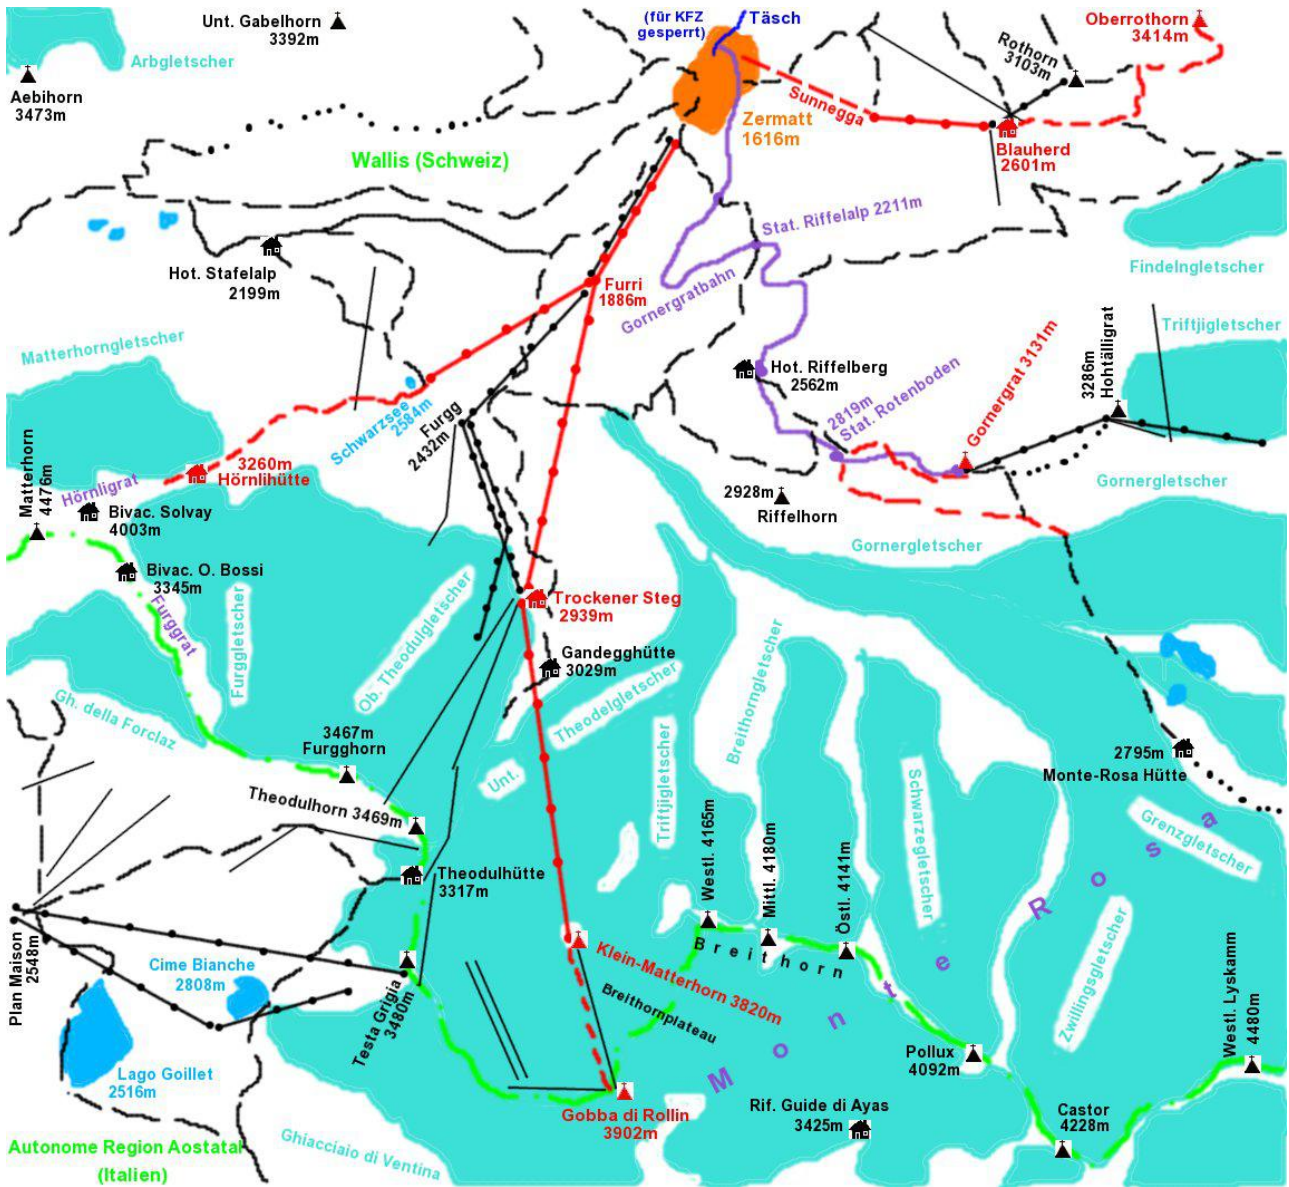 Unt. Gabelhorn
3392m
(für KFZ
gesperrt)
Täsch
Oberrothorn
3414m
Arbgletscher
Rothorn
3103m
Aebihorn
3473m
Sunnegga
Zermatt
1616m
Blauherd
2601m
Wallis (Schweiz)
Stat. Riffelalp 2211m
Hot. Stafelalp
2199m
Findelngletscher
Furri
1886m
Gornergratbahn
Matterhorngletscher
Triftjigletscher
Hot. Riffelberg
2562m
Gornergrat 3131m
3286m
Hohtälligrat
Schwarzsee
2584m
Furgg
2432m
2819m
Stat. Rotenboden
Matterhorn
4476m
3260m
Hörnlihütte
Hörnligrat
Gornergletscher
2928m
Riffelhorn
Bivac. Solvay
4003m
Gornergletscher
Bivac. O. Bossi
3345m
Furggrat
Furggletscher
Ob. Theodulgletscher
Trockener Steg
2939m
Gandegghütte
3029m
Theodelgletscher
Unt.
Breithorngletscher
Triftjigletscher
Gh. della Forclaz
3467m
Furgghorn
2795m
Monte-Rosa Hütte
Schwarzegletscher
Theodulhorn 3469m
Grenzgletscher
Westl. 4165m
Mittl. 4180m
Östl. 4141m
Theodulhütte
3317m
Breithorn
Monte Rosa
Zwillingsgletscher
Plan Maison
2548m
Cime Bianche
2808m
Klein-Matterhorn 3820m
Testa Grigia
3480m
Breithornplateau
Westl. Lyskamm
4480m
Pollux
4092m
Lago Goillet
2516m
Gobba di Rollin
3902m
Rif. Guide di Ayas
3425m
Castor
4228m
Autonome Region Aostatal
(Italien)
Ghiacciaio di Ventina